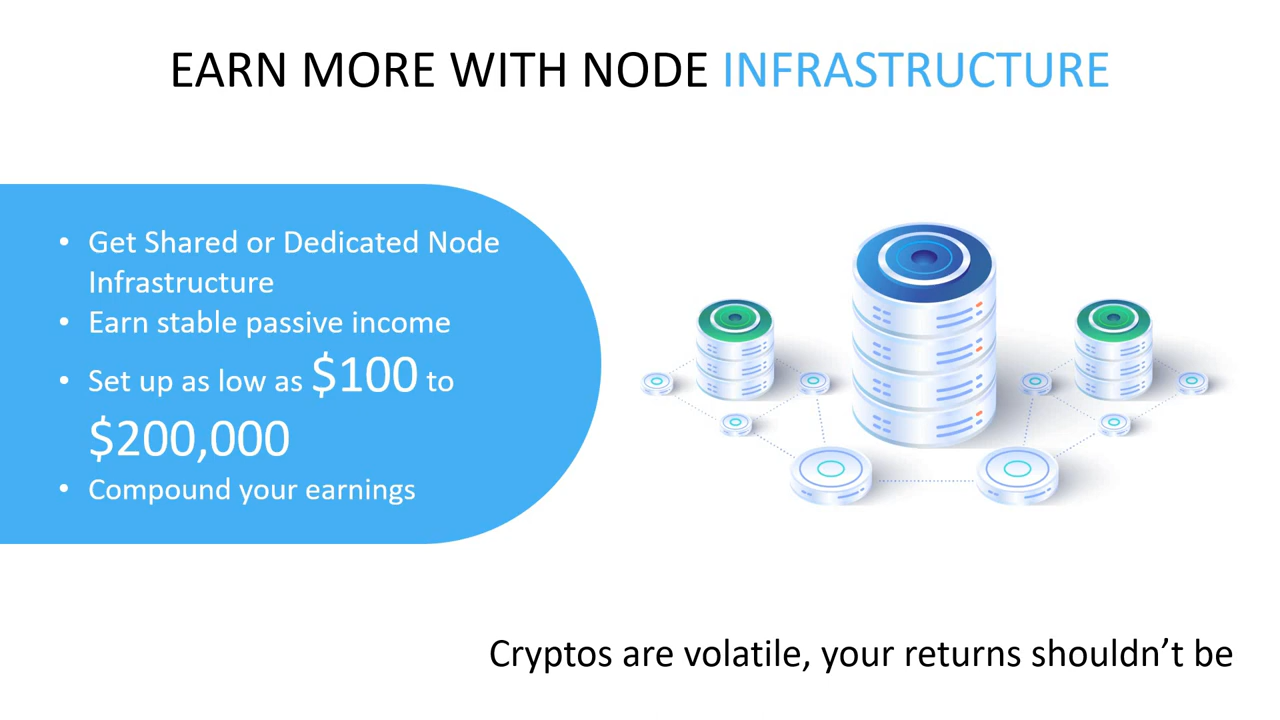 EARN MORE WITH NODE INFRASTRUCTURE
• Get Shared or Dedicated Node
Infrastructure
• Earn stable passive income
• Set up as low as $100 to
$200,000
• Compound your earnings
Cryptos are volatile, your returns shouldn’t be